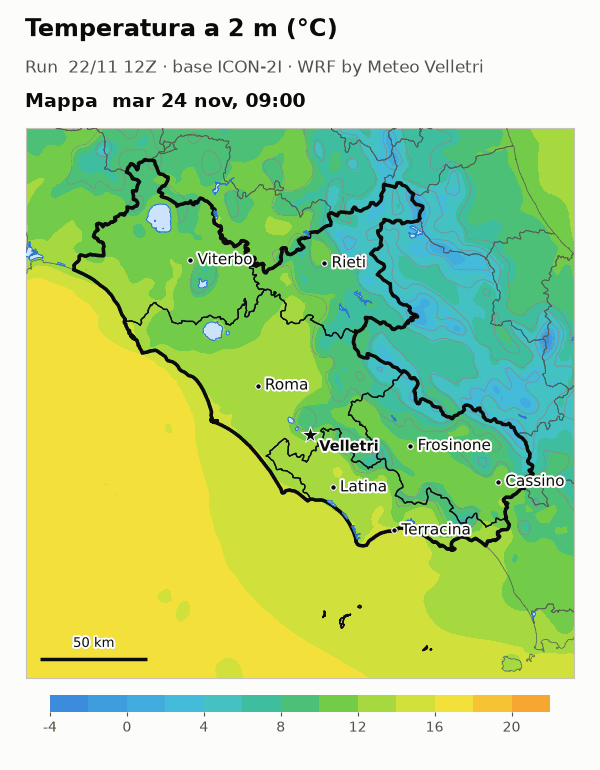 Temperatura a 2 m (°C)
Run  22/11 12Z · base ICON-2I · WRF by Meteo Velletri
Mappa  mar 24 nov, 09:00
Viterbo
Rieti
Roma
Velletri
Frosinone
Cassino
Latina
Terracina
50 km
-4 0 4 8 12 16 20